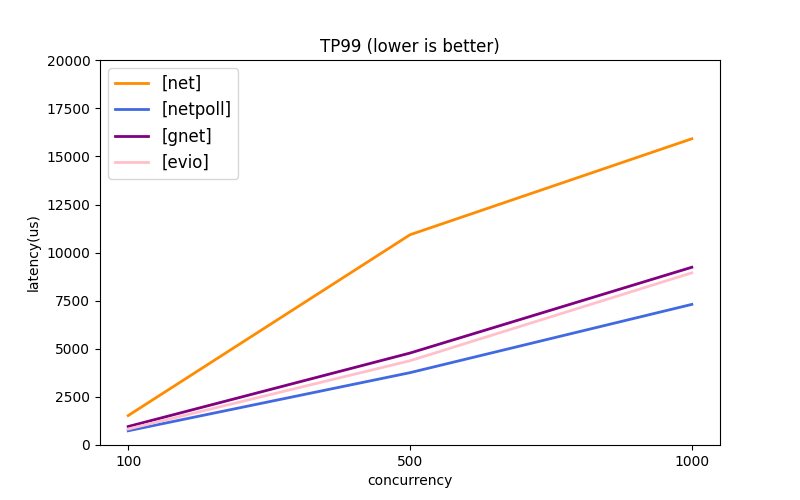 TP99 (lower is better)
20000
17500
15000
12500
10000
7500
5000
2500
0
latency(us)
[net]
[netpoll]
[gnet]
[evio]
100
500
1000
concurrency